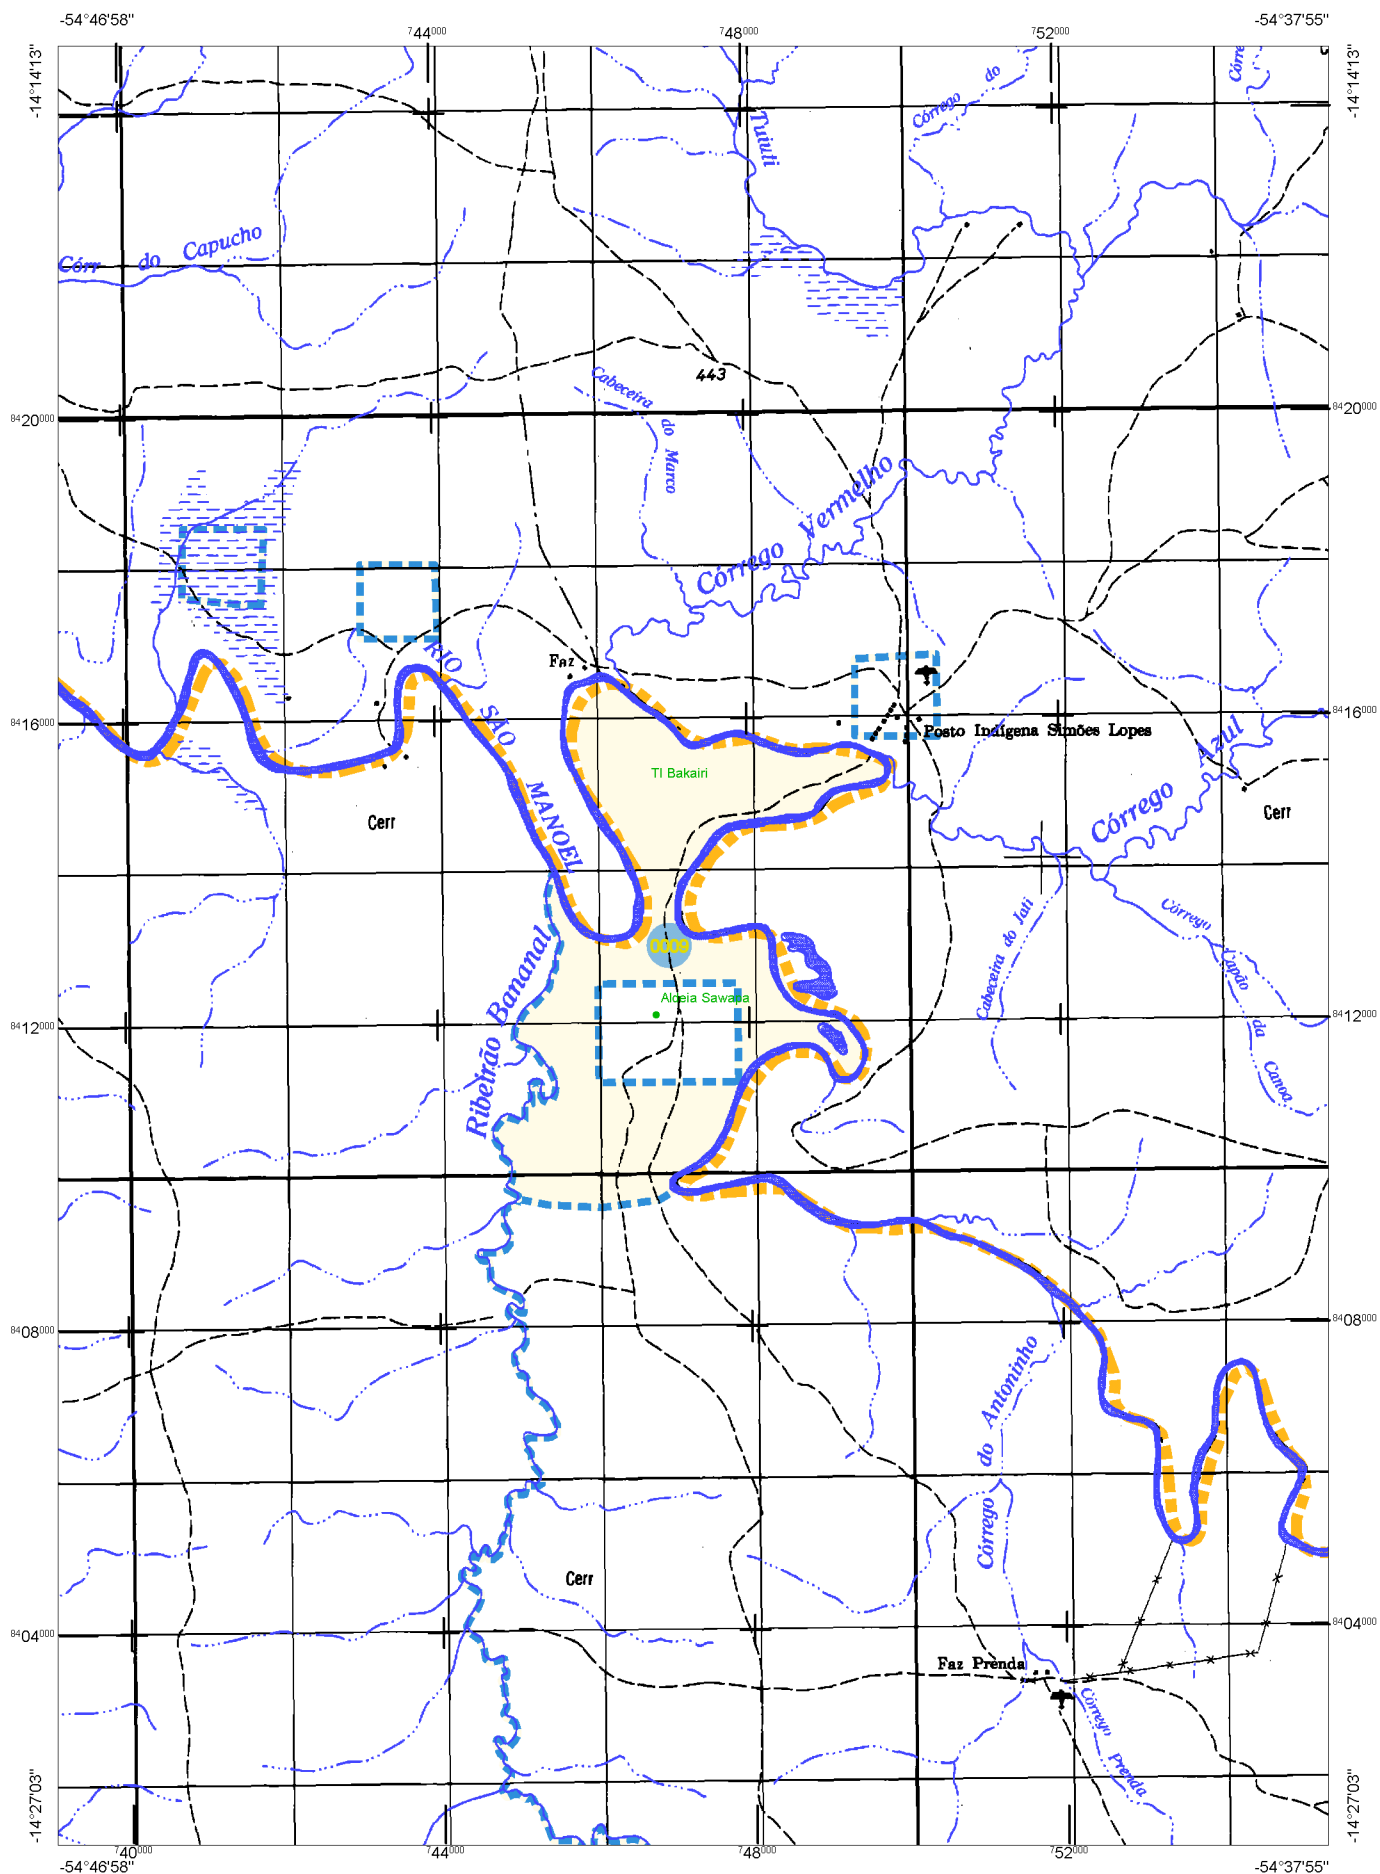 -54°46'58"
-54°37'55"
744000
748000
752000
-14°14'13"
-14°14'13"
Córre
do
Córrego
Tuiuti
Córr do Capucho
443
Cabeceira do Marco
8420000
8420000
Córrego Vermelho
RIO SAO MANOEL
Faz
8416000
8416000
Posto Indígena Simões Lopes
TI Bakairi
Córrego Azul
Cerr
Cerr
Cabeceira do Jati
Córrego Capão da Canoa
0009
Ribeirão Bananal
Aldeia Sawapa
8412000
8412000
8408000
8408000
Córrego do Antoninho
Cerr
8404000
8404000
Faz Prenda
Córrego Prenda
-14°27'03"
-14°27'03"
740000
744000
748000
752000
-54°46'58"
-54°37'55"